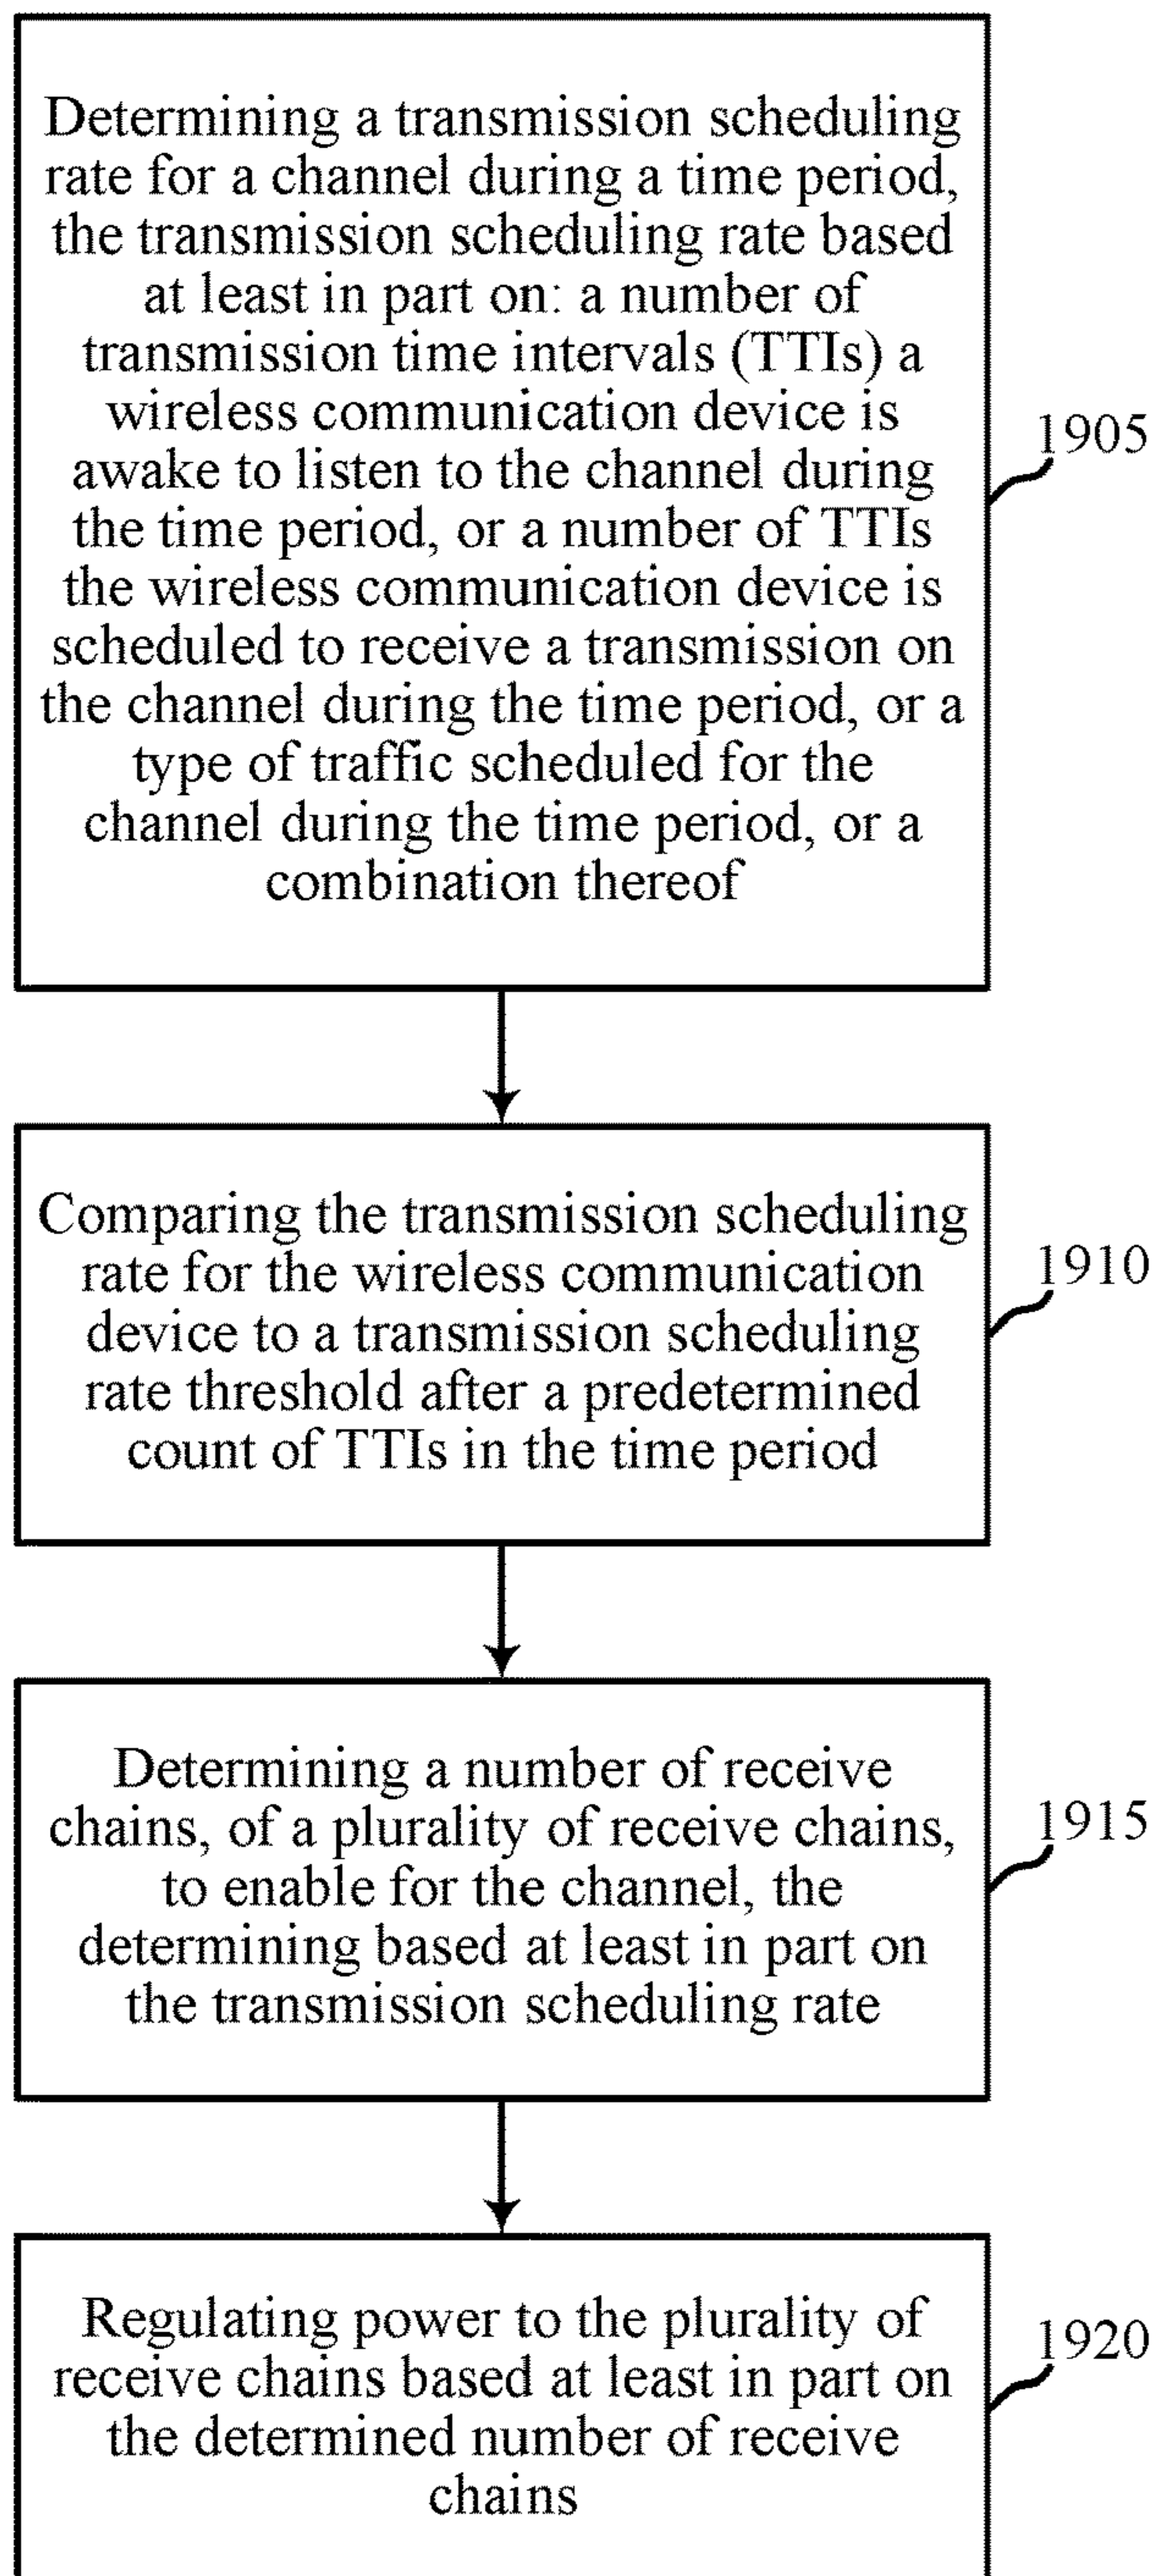 Determining a transmission scheduling
rate for a channel during a time period,
the transmission scheduling rate based
at least in part on: a number of
transmission time intervals (TTIs) a
wireless communication device is
awake to listen to the channel during
the time period, or a number of TTIs
the wireless communication device is
scheduled to receive a transmission on
the channel during the time period, or a
type of traffic scheduled for the
channel during the time period, or a
combination thereof
1905
Comparing the transmission scheduling
rate for the wireless communication
device to a transmission scheduling
rate threshold after a predetermined
count of TTIs in the time period
1910
Determining a number of receive
chains, of a plurality of receive chains,
to enable for the channel, the
determining based at least in part on
the transmission scheduling rate
1915
Regulating power to the plurality of
receive chains based at least in part on
the determined number of receive
chains
1920